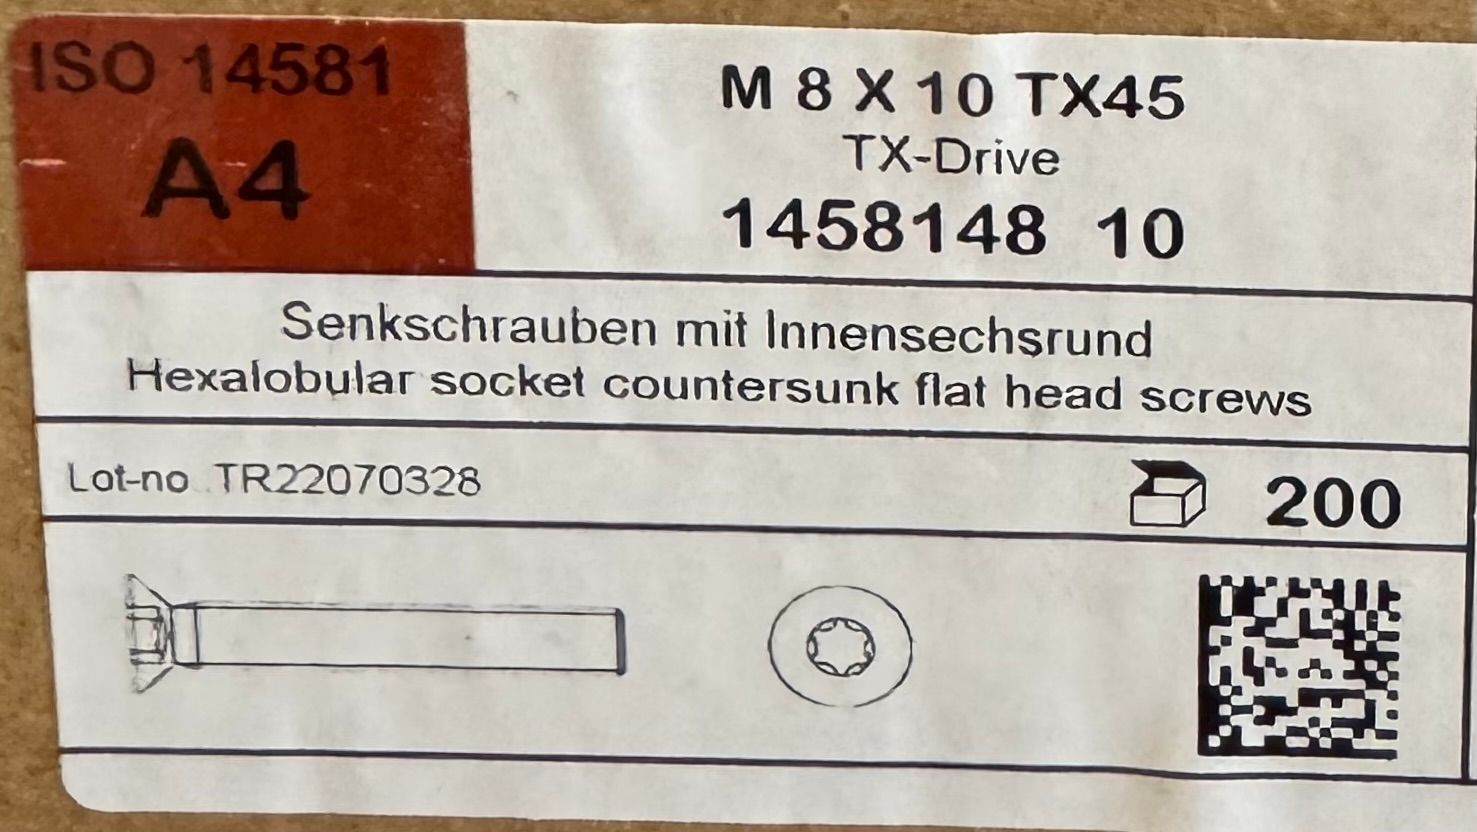 ISO 14581
A4
M 8 X 10 TX45
TX-Drive
1458148 10
Senkschrauben mit Innensechsrund
Hexalobular socket countersunk flat head screws
Lot-no TR22070328
200